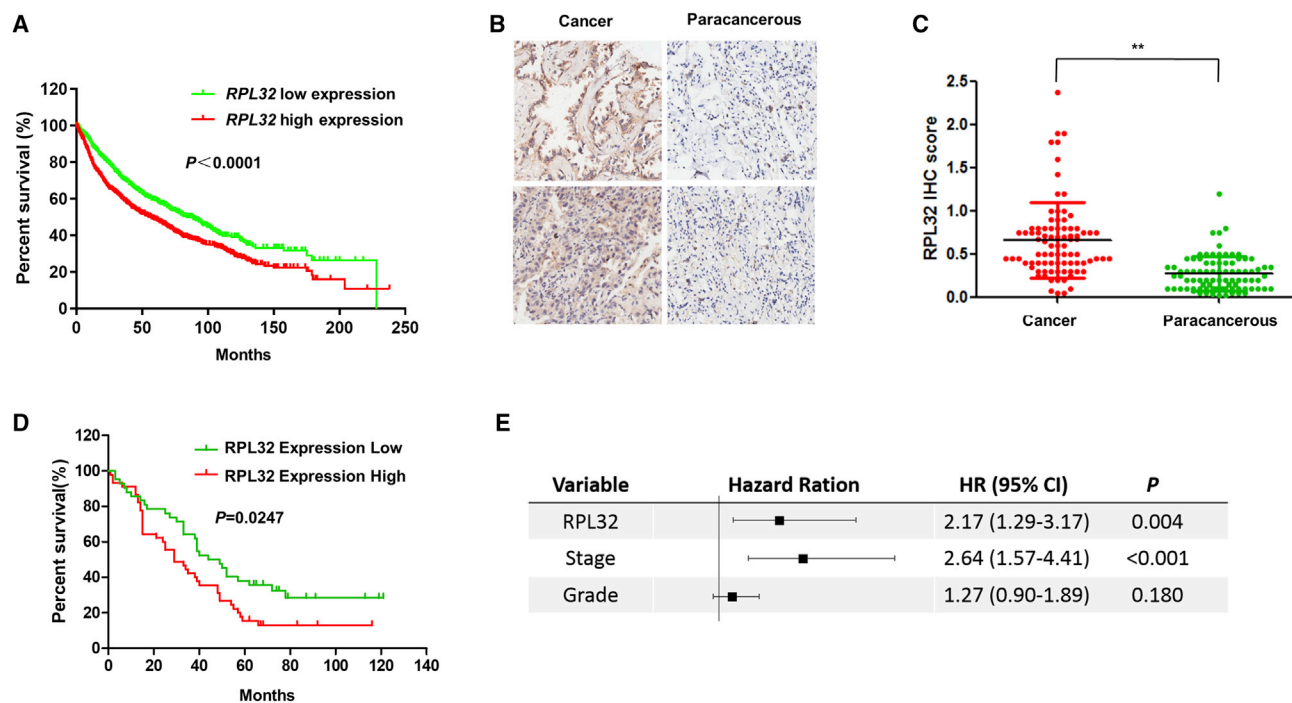 A
RPL32 low expression
RPL32 high expression
P<0.0001
Percent survival (%)
120
100
80
60
40
20
0
0 50 100 150 200 250
Months
B
Cancer Paracancerous
C
**
RPL32 IHC score
2.5
2.0
1.5
1.0
0.5
0.0
Cancer Paracancerous
D
RPL32 Expression Low
RPL32 Expression High
P=0.0247
Percent survival(%)
120
100
80
60
40
20
0
0 20 40 60 80 100 120 140
Months
E
Variable Hazard Ration HR (95% CI) P
RPL32 2.17 (1.29-3.17) 0.004
Stage 2.64 (1.57-4.41) <0.001
Grade 1.27 (0.90-1.89) 0.180